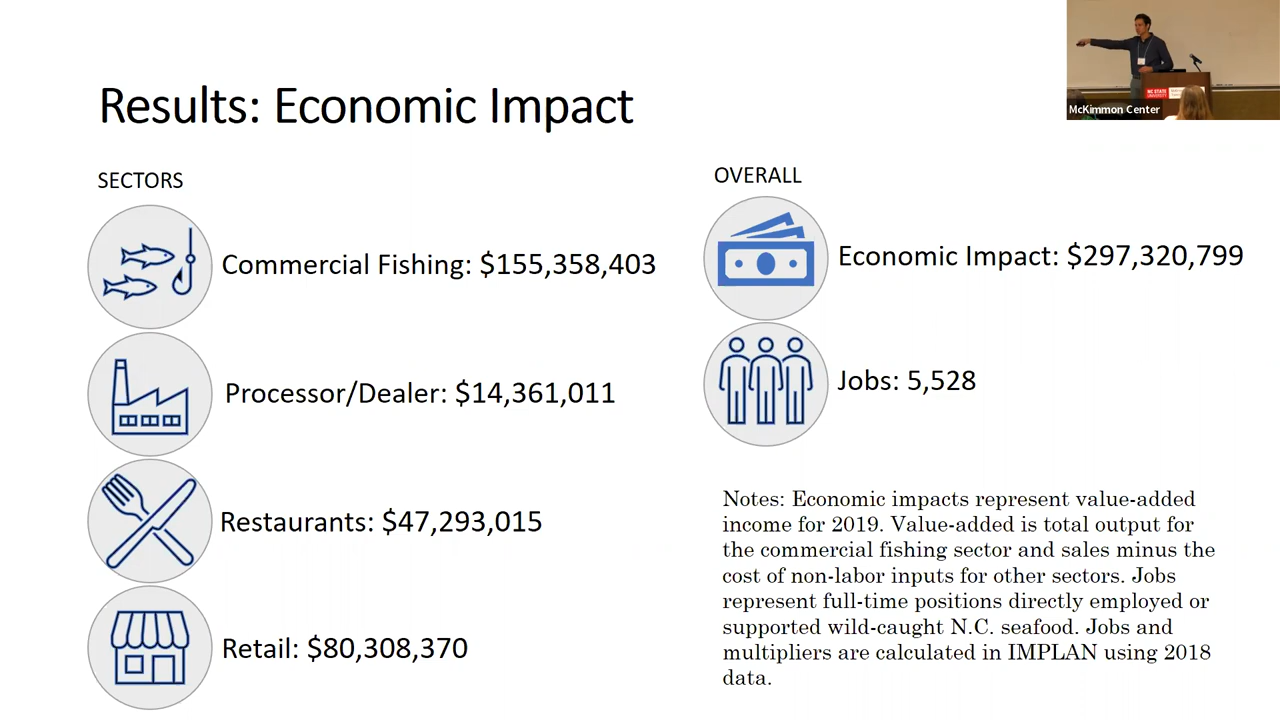 Results: Economic Impact
McKimmon Center
NC STATE
UNIVERSITY
SECTORS
Commercial Fishing: $155,358,403
Processor/Dealer: $14,361,011
Restaurants: $47,293,015
Retail: $80,308,370
OVERALL
Economic Impact: $297,320,799
Jobs: 5,528
Notes: Economic impacts represent value-added
income for 2019. Value-added is total output for
the commercial fishing sector and sales minus the
cost of non-labor inputs for other sectors. Jobs
represent full-time positions directly employed or
supported wild-caught N.C. seafood. Jobs and
multipliers are calculated in IMPLAN using 2018
data.